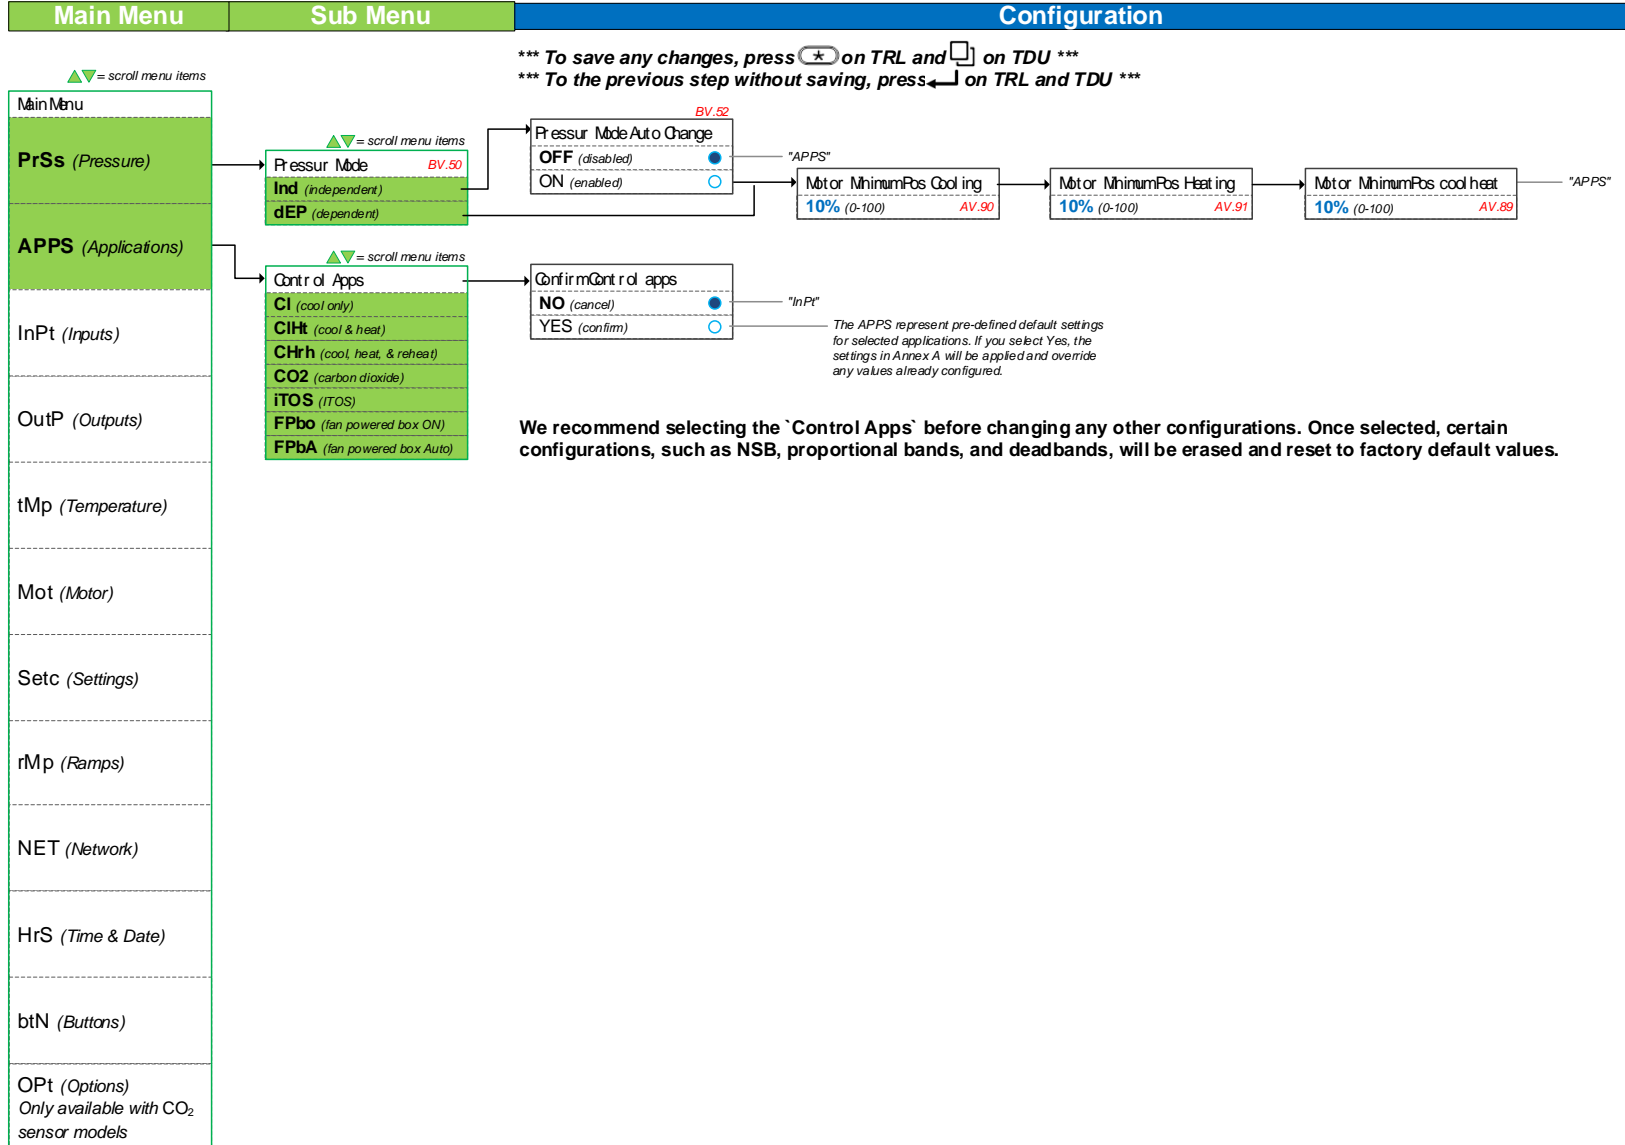 Main Menu
Sub Menu
Configuration
*** To save any changes, press on TRL and on TDU ***
*** To the previous step without saving, press on TRL and TDU ***
= scroll menu items
Main Menu
PrSs (Pressure)
APPS (Applications)
InPt (Inputs)
OutP (Outputs)
tMp (Temperature)
Mot (Motor)
Setc (Settings)
rMp (Ramps)
NET (Network)
HrS (Time & Date)
btN (Buttons)
OPt (Options)
Only available with CO₂
sensor models
= scroll menu items
Pressur Mode BV.50
Ind (independent)
dEP (dependent)
BV.52
Pressur Mode Auto Change
OFF (disabled)
"APPS"
ON (enabled)
Motor MinimumPos Cooling
10% (0-100) AV.90
Motor MinimumPos Heating
10% (0-100) AV.91
Motor MinimumPos cool heat
10% (0-100) AV.89
"APPS"
= scroll menu items
Control Apps
Cl (cool only)
ClHt (cool & heat)
CHrh (cool, heat, & reheat)
CO2 (carbon dioxide)
iTOS (ITOS)
FPbo (fan powered box ON)
FPbA (fan powered box Auto)
Confirm Control apps
NO (cancel)
"InPt"
YES (confirm)
The APPS represent pre-defined default settings
for selected applications. If you select Yes, the
settings in Annex A will be applied and override
any values already configured.
We recommend selecting the `Control Apps` before changing any other configurations. Once selected, certain
configurations, such as NSB, proportional bands, and deadbands, will be erased and reset to factory default values.